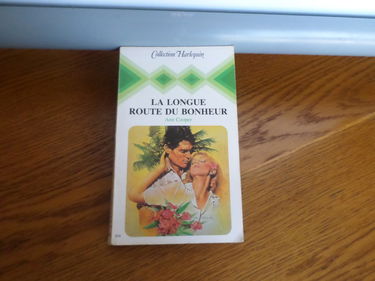 Collection Harlequin
LA LONGUE
ROUTE DU BONHEUR
Ann Cooper